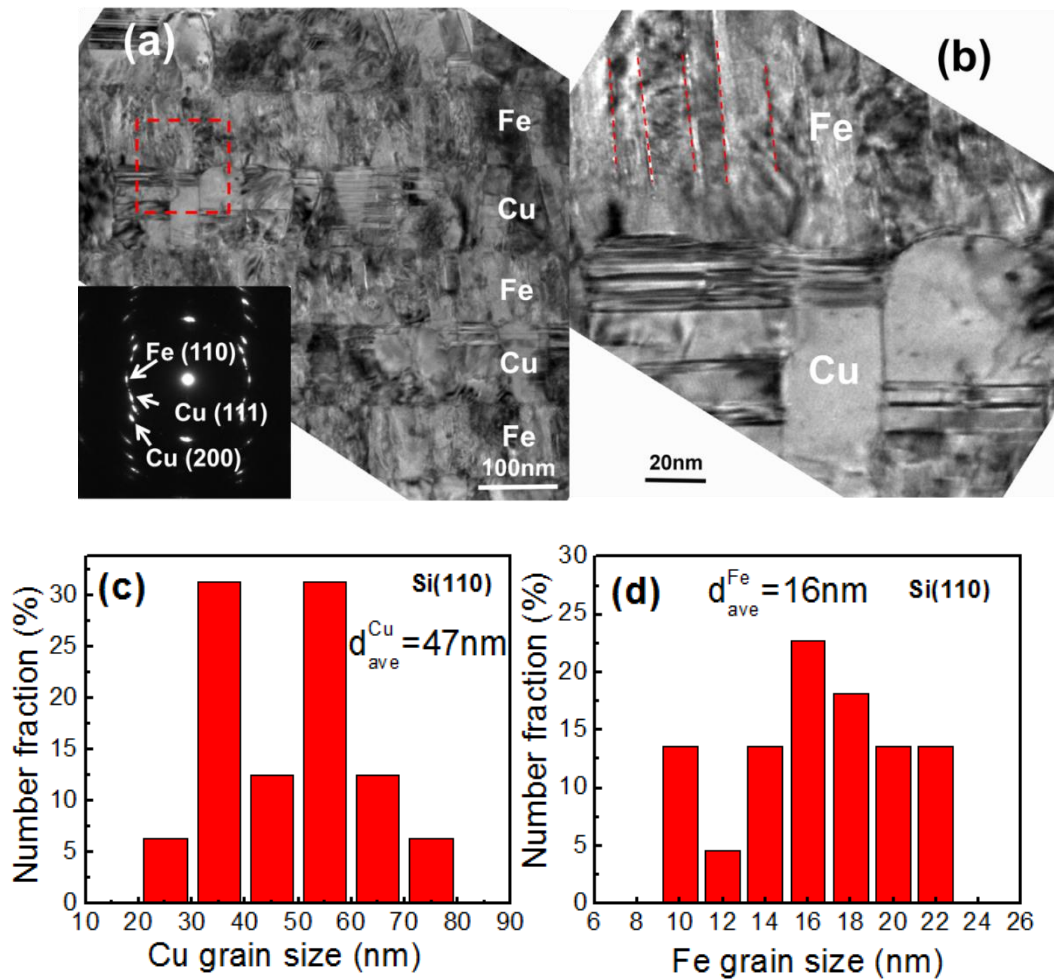 (a)
Fe
Cu
Fe
Cu
Fe
100nm
Fe (110)
Cu (111)
Cu (200)
(b)
Fe
Cu
20nm
(c)
Si(110)
d_ave^Cu=47nm
Number fraction (%)
30
25
20
15
10
5
0
10 20 30 40 50 60 70 80 90
Cu grain size (nm)
(d)
d_ave^Fe=16nm
Si(110)
Number fraction (%)
30
25
20
15
10
5
0
6 8 10 12 14 16 18 20 22 24 26
Fe grain size (nm)